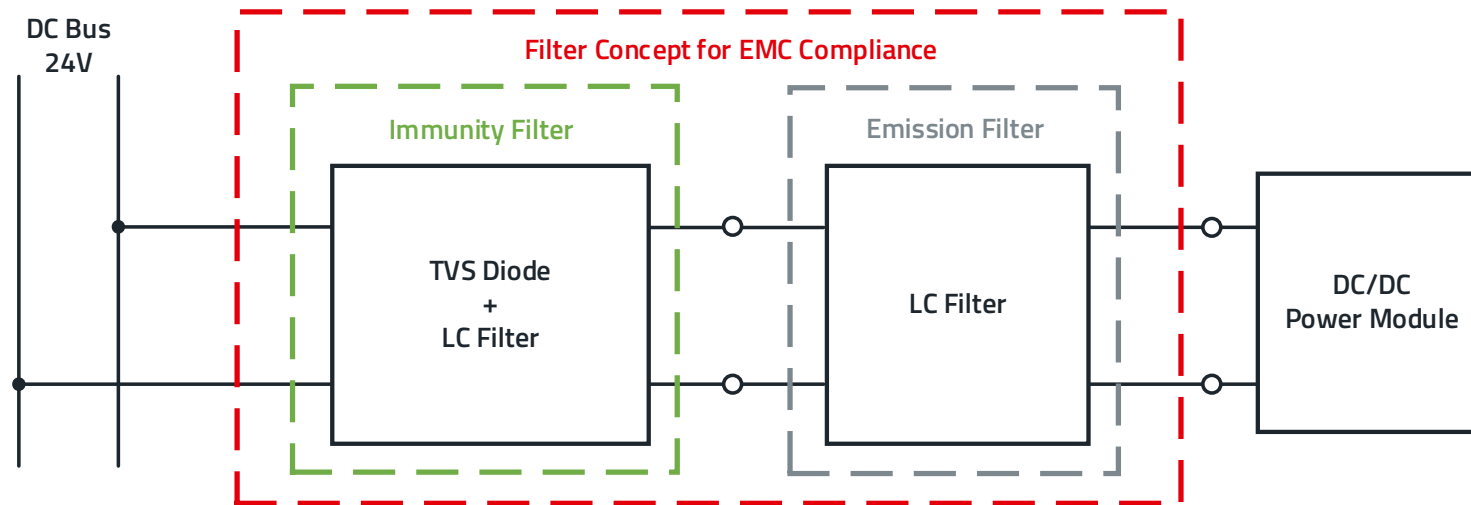 DC Bus
24V
Filter Concept for EMC Compliance
Immunity Filter
Emission Filter
TVS Diode
+
LC Filter
LC Filter
DC/DC
Power Module